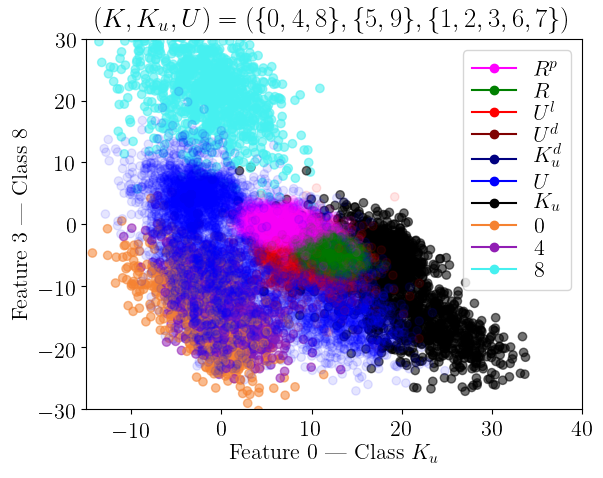 (K, K_u, U) = ({0, 4, 8}, {5, 9}, {1, 2, 3, 6, 7})
30
20
10
0
−10
−20
−30
Feature 3 — Class 8
R^p
R
U^l
U^d
K_u^d
U
K_u
0
4
8
−10
0
10
20
30
40
Feature 0 — Class K_u